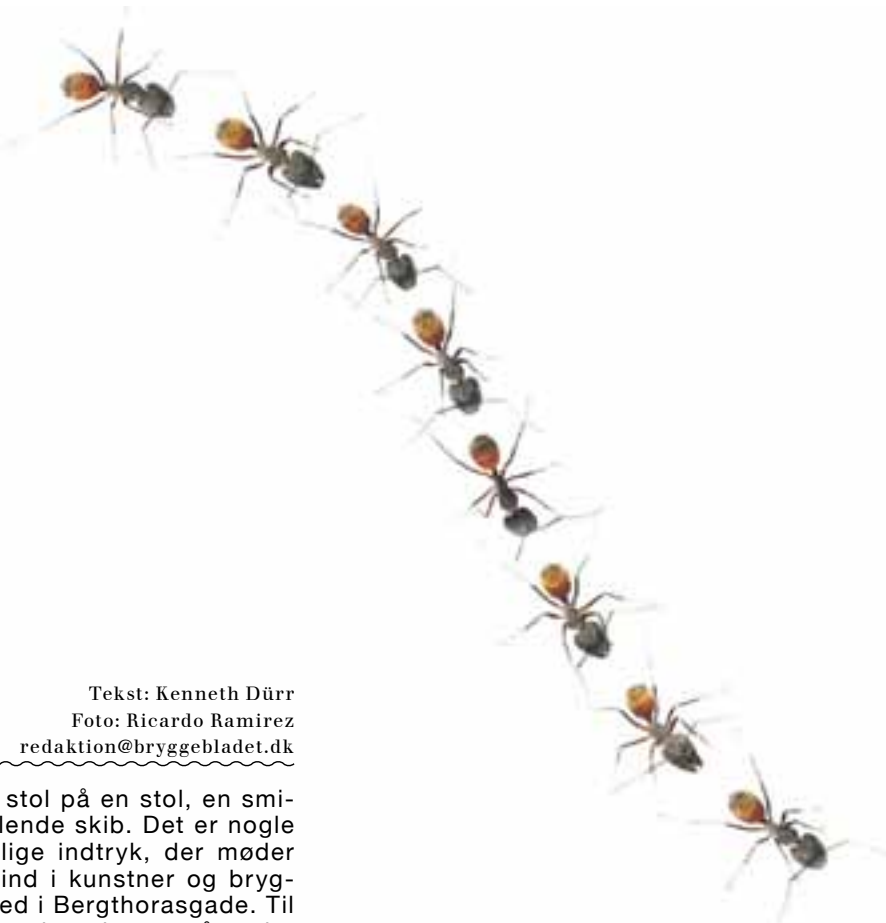 Tekst: Kenneth Dürr
Foto: Ricardo Ramirez
redaktion@bryggebladet.dk
stol på en stol, en smi-
lende skib. Det er nogle
lige indtryk, der møder
ind i kunstner og bryg-
ed i Bergthorasgade. Til